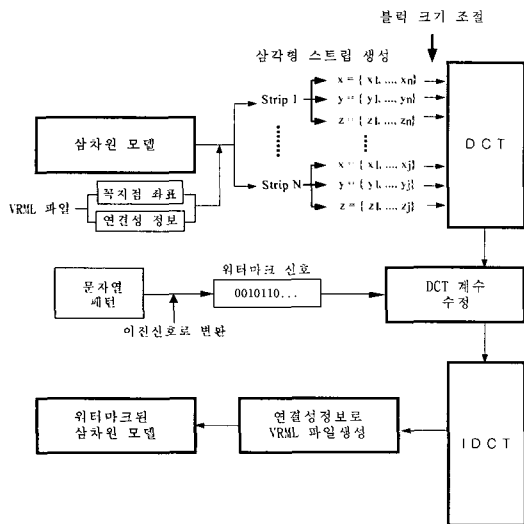 블럭 크기 조절
삼각형 스트립 생성
x = { x1, ..., xn}
Strip 1
y = { y1, ..., yn}
z = { z1, ..., zn}
DCT
삼차원 모델
x = { x1, ..., xj}
Strip N
y = { y1, ..., yj}
z = { z1, ..., zj}
꼭지점 좌표
VRML 파일
연결성 정보
워터마크 신호
문자열
패턴
0010110...
DCT 계수
수정
이진신호로 변환
워터마크된
삼차원 모델
연결성정보로
VRML 파일생성
IDCT